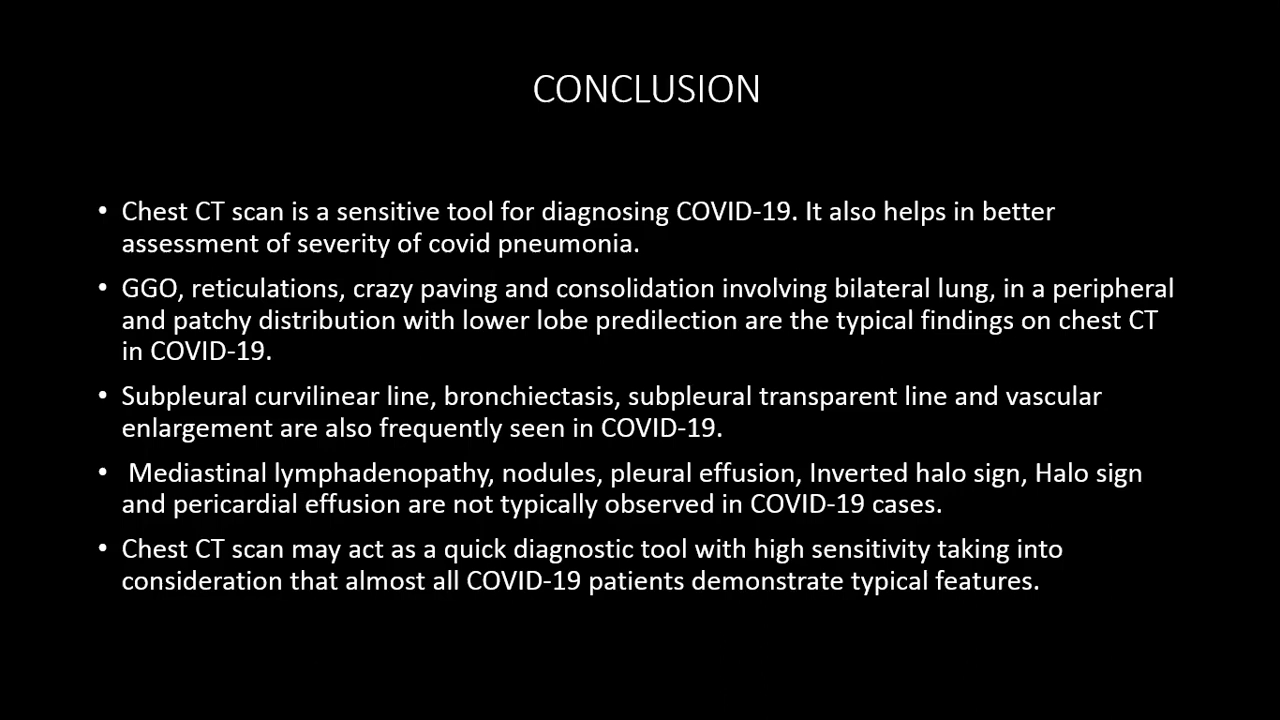 CONCLUSION
• Chest CT scan is a sensitive tool for diagnosing COVID-19. It also helps in better
assessment of severity of covid pneumonia.
• GGO, reticulations, crazy paving and consolidation involving bilateral lung, in a peripheral
and patchy distribution with lower lobe predilection are the typical findings on chest CT
in COVID-19.
• Subpleural curvilinear line, bronchiectasis, subpleural transparent line and vascular
enlargement are also frequently seen in COVID-19.
• Mediastinal lymphadenopathy, nodules, pleural effusion, Inverted halo sign, Halo sign
and pericardial effusion are not typically observed in COVID-19 cases.
• Chest CT scan may act as a quick diagnostic tool with high sensitivity taking into
consideration that almost all COVID-19 patients demonstrate typical features.